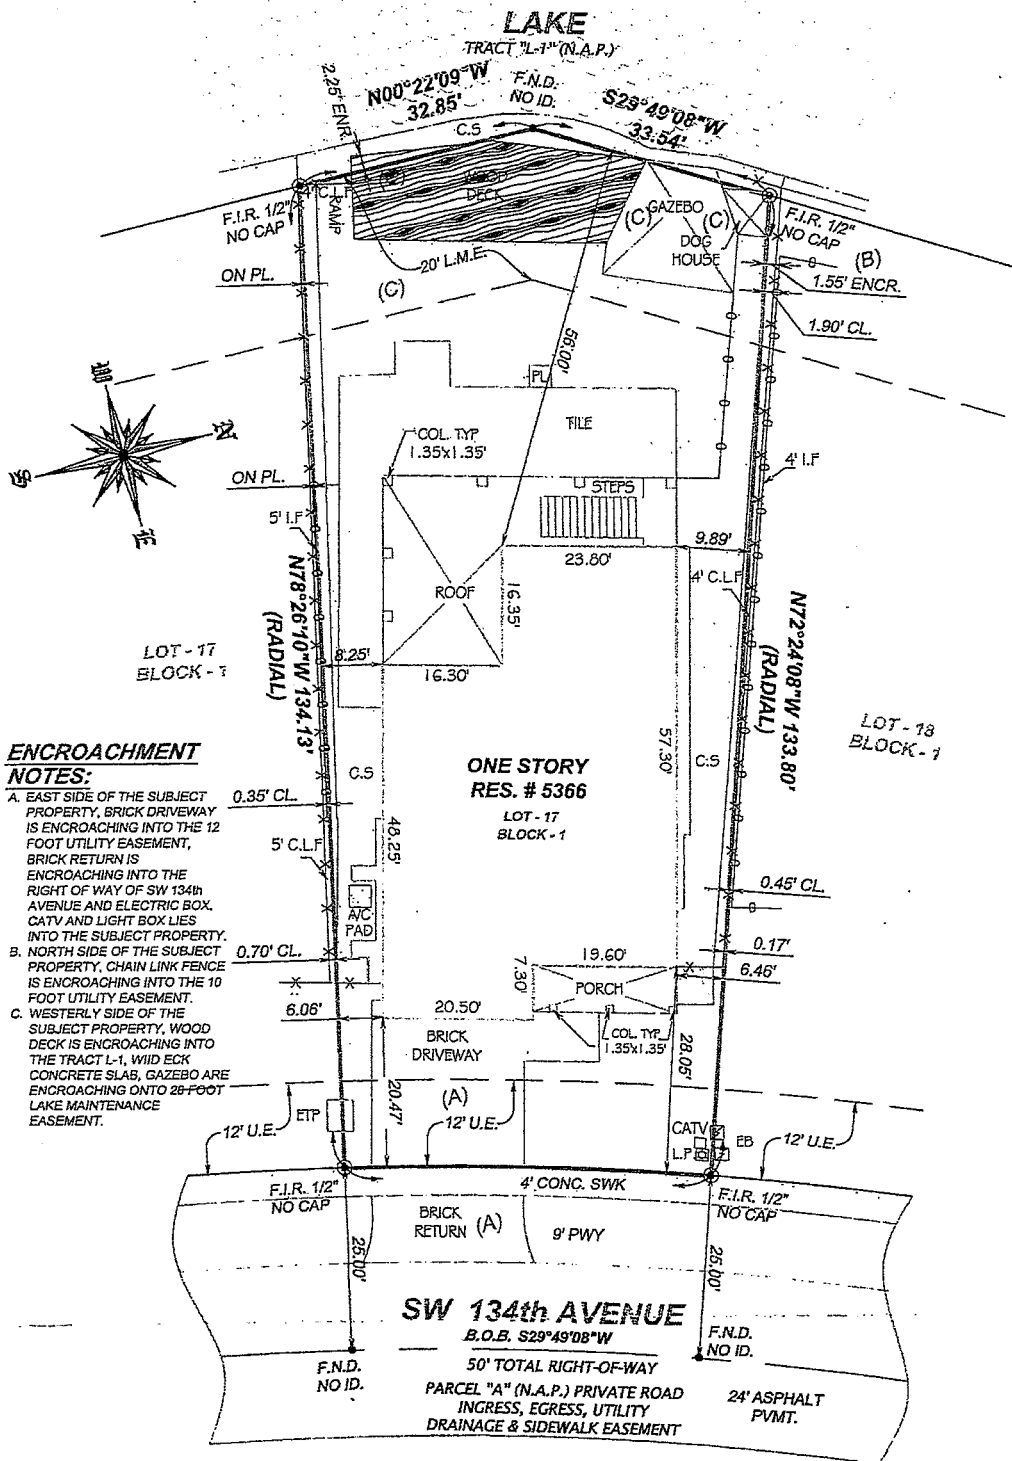 LAKE
TRACT "L-1" (N.A.P.)
N00°22'09"W
32.85'
F.N.D.
NO ID.
S29°49'08"W
33.54'
2.25' ENR.
C.S
(C)
WOOD
DECK
4' C.L.F
RAMP
F.I.R. 1/2"
NO CAP
(C)
GAZEBO
(C)
DOG
HOUSE
F.I.R. 1/2"
NO CAP
(B)
ON PL.
20' L.M.E.
(C)
1.55' ENCR.
1.90' CL.
56.00'
PL
TILE
COL. TYP
1.35x1.35'
ON PL.
STEPS
4' I.F
5' I.F
9.89'
23.80'
4' C.L.F
ROOF
16.35'
N78°26'10"W 134.13'
(RADIAL)
N72°24'08"W 133.80'
(RADIAL)
LOT - 17
BLOCK - 1
8.25'
16.30'
LOT - 18
BLOCK - 1
57.30'
C.S
C.S
ONE STORY
RES. # 5366
LOT - 17
BLOCK - 1
ENCROACHMENT
NOTES:
A. EAST SIDE OF THE SUBJECT
PROPERTY, BRICK DRIVEWAY
IS ENCROACHING INTO THE 12
FOOT UTILITY EASEMENT,
BRICK RETURN IS
ENCROACHING INTO THE
RIGHT OF WAY OF SW 134th
AVENUE AND ELECTRIC BOX,
CATV AND LIGHT BOX LIES
INTO THE SUBJECT PROPERTY.
B. NORTH SIDE OF THE SUBJECT
PROPERTY, CHAIN LINK FENCE
IS ENCROACHING INTO THE 10
FOOT UTILITY EASEMENT.
C. WESTERLY SIDE OF THE
SUBJECT PROPERTY, WOOD
DECK IS ENCROACHING INTO
THE TRACT L-1, WIID ECK
CONCRETE SLAB, GAZEBO ARE
ENCROACHING ONTO 20 FOOT
LAKE MAINTENANCE
EASEMENT.
0.35' CL.
5' C.L.F
48.25'
A/C
PAD
0.45' CL.
0.70' CL.
0.17'
6.46'
19.60'
7.30'
PORCH
6.06'
20.50'
BRICK
DRIVEWAY
COL. TYP
1.35x1.35'
28.05'
20.47'
(A)
ETP
12' U.E.
12' U.E.
CATV
L.P
EB
12' U.E.
4' CONC. SWK
F.I.R. 1/2"
NO CAP
F.I.R. 1/2"
NO CAP
BRICK
RETURN
(A)
9' PWY
25.00'
25.00'
SW 134th AVENUE
B.O.B. S29°49'08"W
F.N.D.
NO ID.
F.N.D.
NO ID.
50' TOTAL RIGHT-OF-WAY
PARCEL "A" (N.A.P.) PRIVATE ROAD
INGRESS, EGRESS, UTILITY
DRAINAGE & SIDEWALK EASEMENT
24' ASPHALT
PVMT.